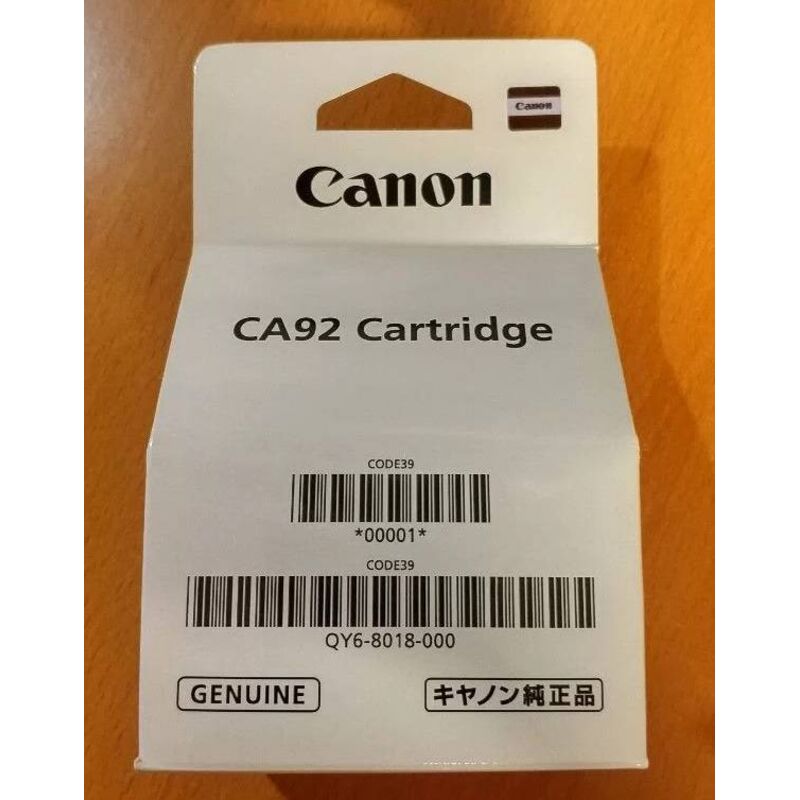 Canon
Canon
CA92 Cartridge
CODE39
*00001*
CODE39
QY6-8018-000
GENUINE
キヤノン純正品